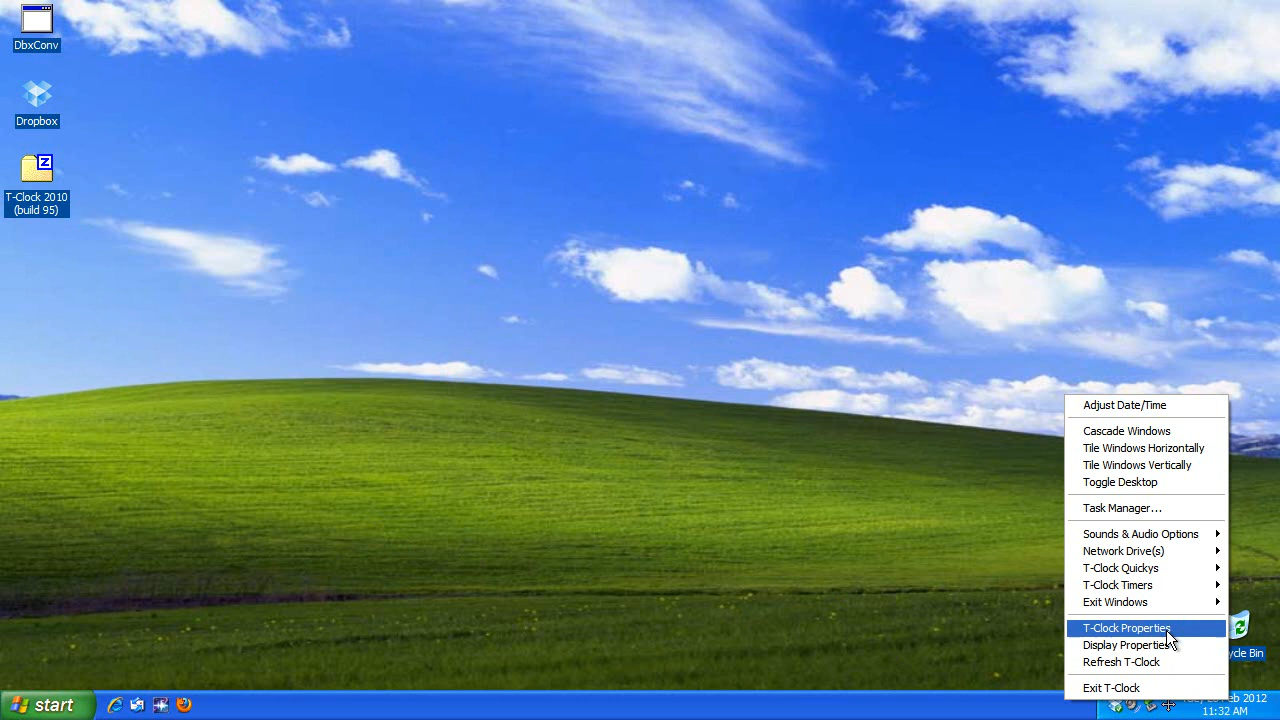 DbxConv
Dropbox
T-Clock 2010
(build 95)
Adjust Date/Time
Cascade Windows
Tile Windows Horizontally
Tile Windows Vertically
Toggle Desktop
Task Manager...
Sounds & Audio Options
Network Drive(s)
T-Clock Quickys
T-Clock Timers
Exit Windows
T-Clock Properties
Display Properties
Refresh T-Clock
Exit T-Clock
Bin
start
2012
11:32 AM